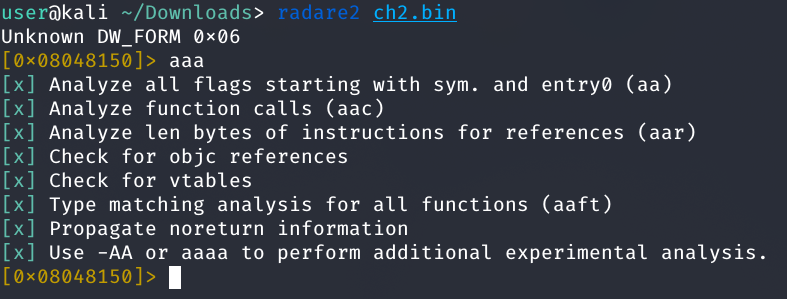 user@kali ~/Downloads> radare2 ch2.bin
Unknown DW_FORM 0×06
[0×08048150]> aaa
[x] Analyze all flags starting with sym. and entry0 (aa)
[x] Analyze function calls (aac)
[x] Analyze len bytes of instructions for references (aar)
[x] Check for objc references
[x] Check for vtables
[x] Type matching analysis for all functions (aaft)
[x] Propagate noreturn information
[x] Use -AA or aaaa to perform additional experimental analysis.
[0×08048150]>